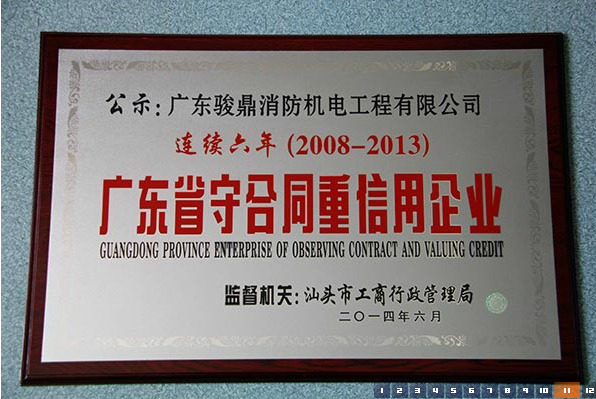 公示:广东骏鼎消防机电工程有限公司
连续六年(2008-2013)
广东省守合同重信用企业
GUANGDONG PROVINCE ENTERPRISE OF OBSERVING CONTRACT AND VALUING CREDIT
监督机关:汕头市工商行政管理局
二〇一四年六月
1 2 3 4 5 6 7 8 9 10 11 12